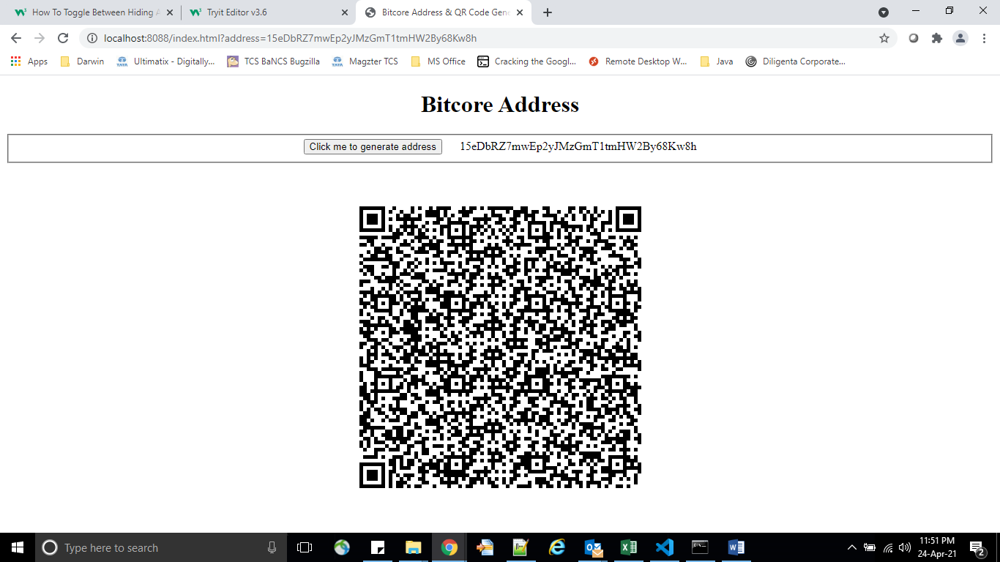 How To Toggle Between Hiding A
Tryit Editor v3.6
Bitcore Address & QR Code Gene
localhost:8088/index.html?address=15eDbRZ7mwEp2yJMzGmT1tmHW2By68Kw8h
Apps Darwin Ultimatix - Digitally... TCS BaNCS Bugzilla Magzter TCS MS Office Cracking the Googl... Remote Desktop W... Java Diligenta Corporate...
Bitcore Address
Click me to generate address 15eDbRZ7mwEp2yJMzGmT1tmHW2By68Kw8h
Type here to search
11:51 PM
24-Apr-21
2